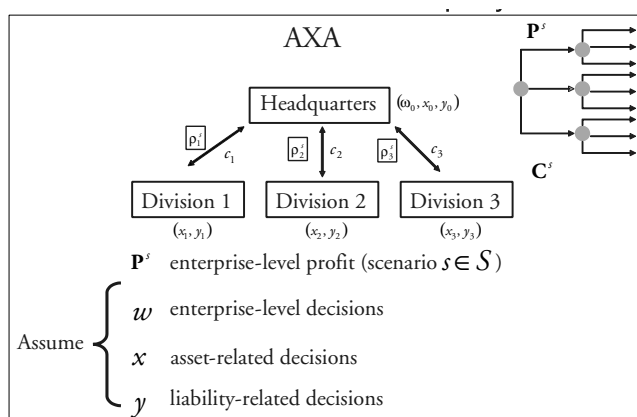 AXA
P^s
Headquarters (ω₀, x₀, y₀)
ρ₁^s c₁ ρ₂^s c₂ ρ₃^s c₃
C^s
Division 1 Division 2 Division 3
(x₁, y₁) (x₂, y₂) (x₃, y₃)
P^s enterprise-level profit (scenario s ∈ S)
w enterprise-level decisions
Assume
x asset-related decisions
y liability-related decisions